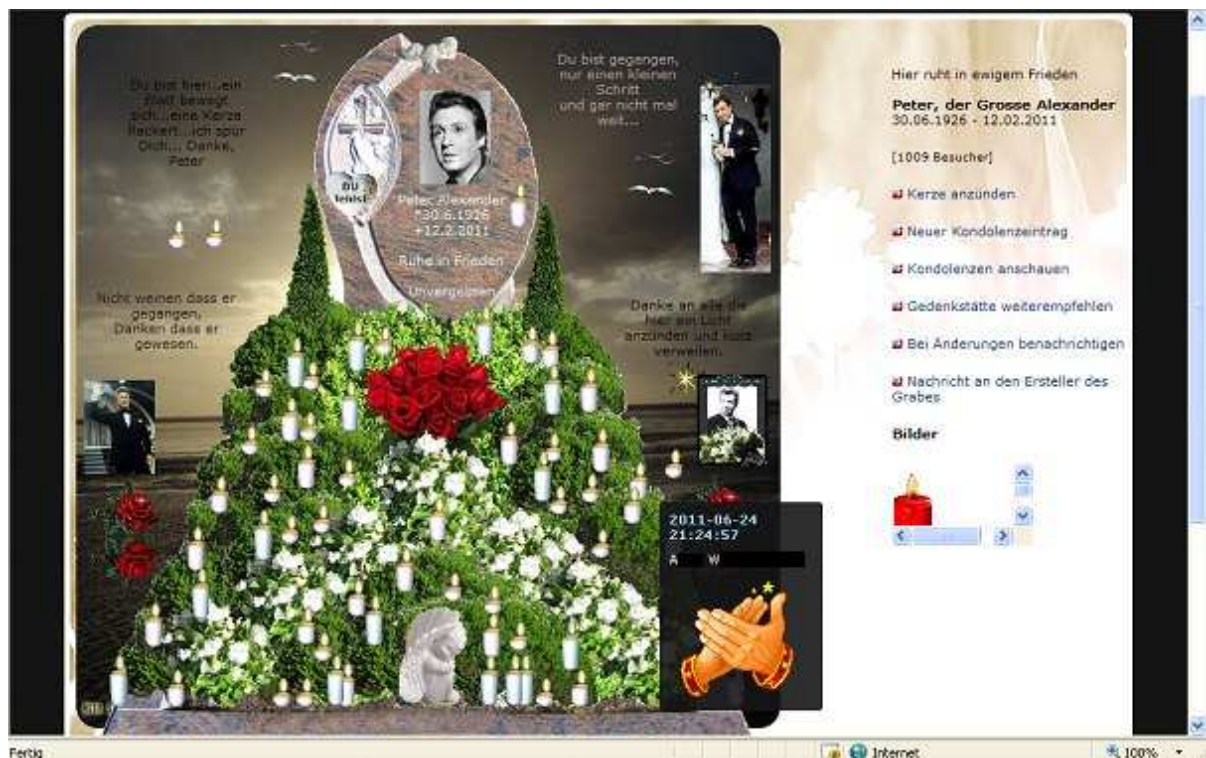 Du bist hier...ein
Blatt bewegt
sich...eine Kerze
flackert...ich spür
Dich... Danke,
Peter
Du bist gegangen,
nur einen kleinen
Schritt
und gar nicht mal
weit...
DU
fehlst
Peter Alexander
*30.6.1926
+12.2.2011
Ruhe in Frieden
Unvergessen
Nicht weinen dass er
gegangen,
Danken dass er
gewesen.
Danke an alle die
hier ein Licht
anzünden und kurz
verweilen.
2011-06-24
21:24:57
A W
Hier ruht in ewigem Frieden
Peter, der Grosse Alexander
30.06.1926 - 12.02.2011
[1009 Besucher]
Kerze anzünden
Neuer Kondolenzeintrag
Kondolenzen anschauen
Gedenkstätte weiterempfehlen
Bei Änderungen benachrichtigen
Nachricht an den Ersteller des
Grabes
Bilder
Fertig
Internet
100%